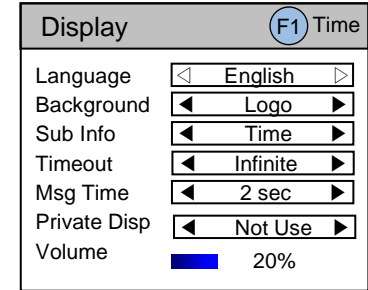 Display F1 Time
Language English
Background Logo
Sub Info Time
Timeout Infinite
Msg Time 2 sec
Private Disp Not Use
Volume 20%